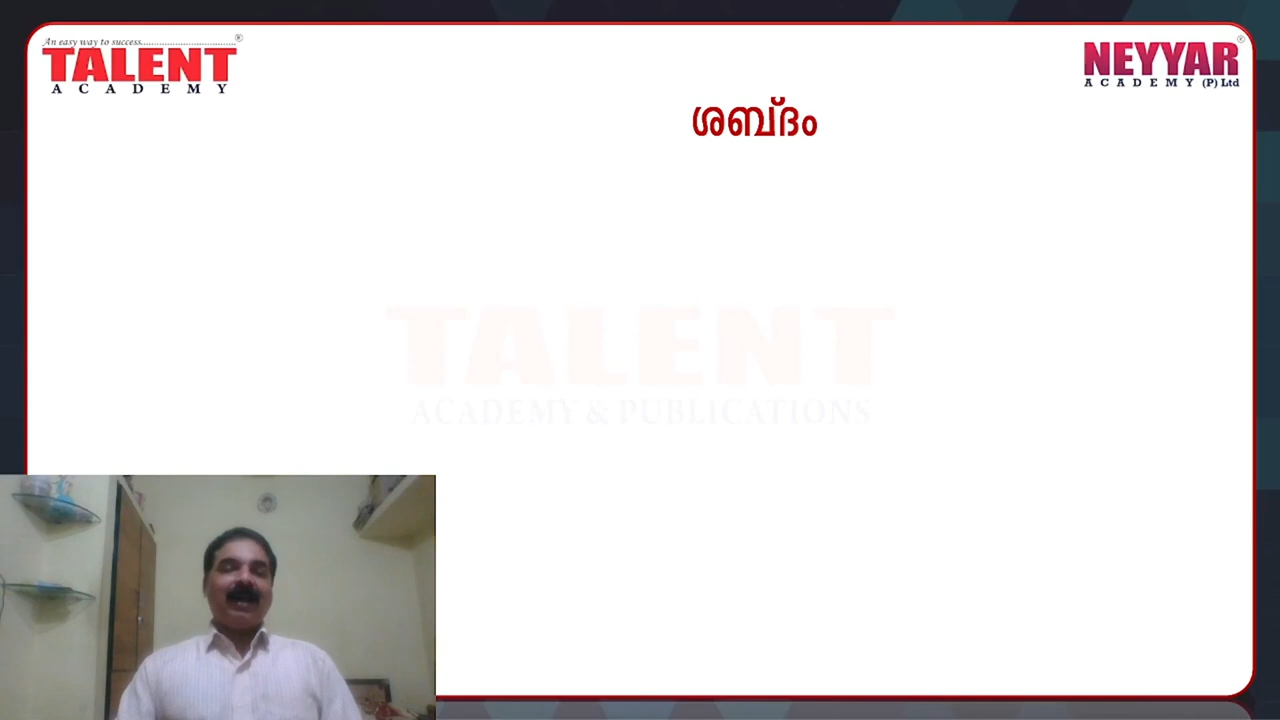 An easy way to success....................................®
TALENT
ACADEMY
NEYYAR®
ACADEMY (P) Ltd
ശബ്ദം
TALENT
ACADEMY & PUBLICATIONS